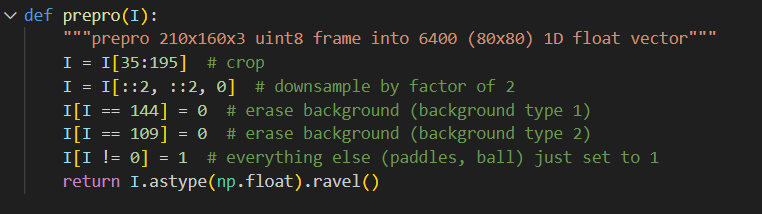 def prepro(I):
    """prepro 210x160x3 uint8 frame into 6400 (80x80) 1D float vector"""
    I = I[35:195]  # crop
    I = I[::2, ::2, 0]  # downsample by factor of 2
    I[I == 144] = 0  # erase background (background type 1)
    I[I == 109] = 0  # erase background (background type 2)
    I[I != 0] = 1  # everything else (paddles, ball) just set to 1
    return I.astype(np.float).ravel()